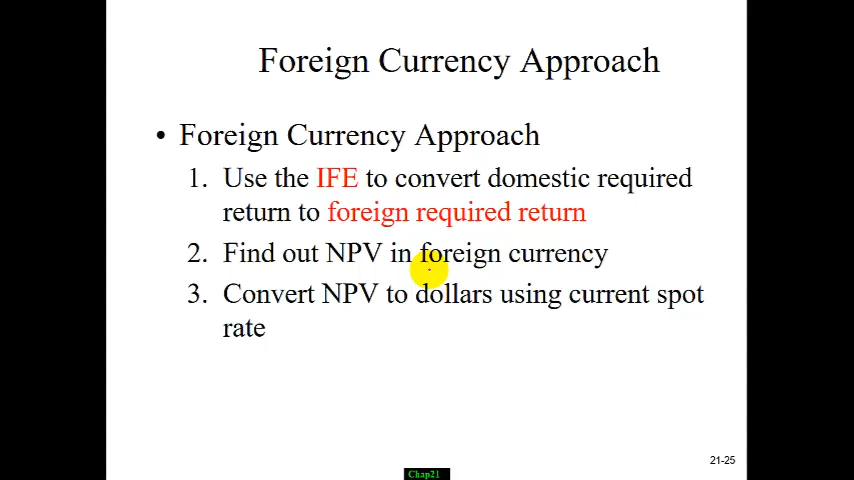 Foreign Currency Approach
• Foreign Currency Approach
1. Use the IFE to convert domestic required
return to foreign required return
2. Find out NPV in foreign currency
3. Convert NPV to dollars using current spot
rate
21-25
Chap21